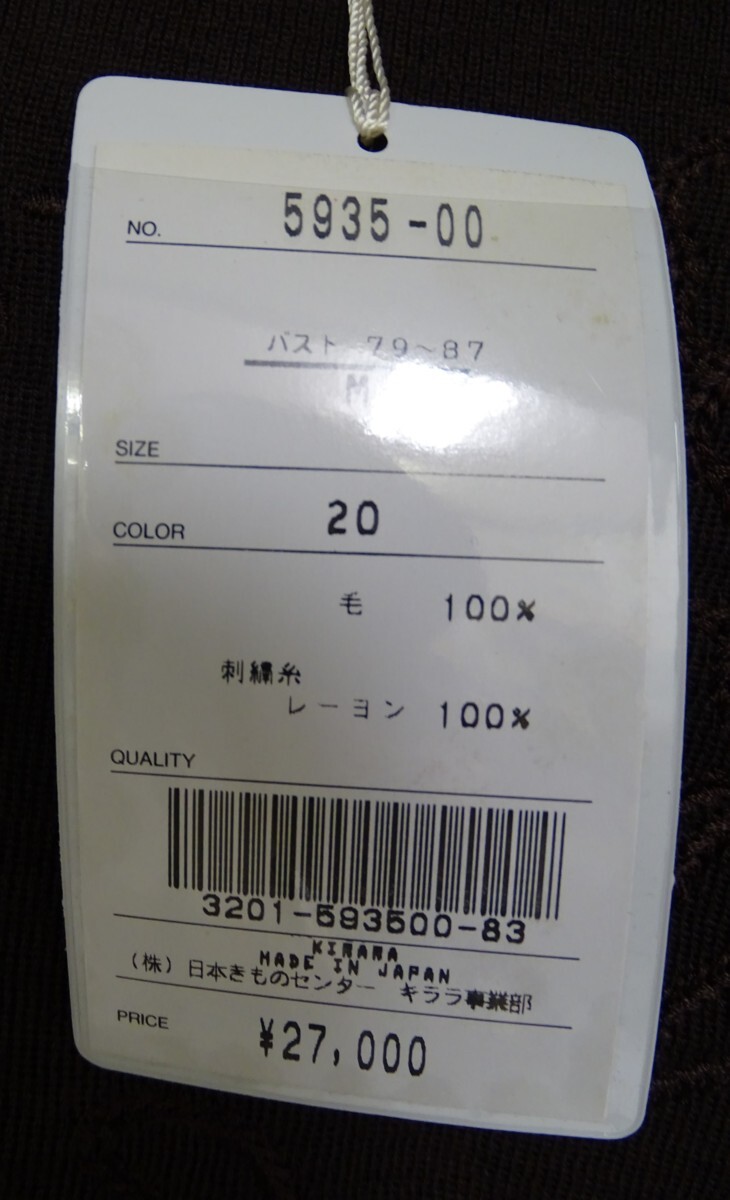 NO. 5935-00
バスト 79~87
M
SIZE
COLOR 20
毛 100%
刺繍糸
レーヨン 100%
QUALITY
3201-593500-83
KIRARA
MADE IN JAPAN
(株)日本きものセンター キララ事業部
PRICE ¥27,000